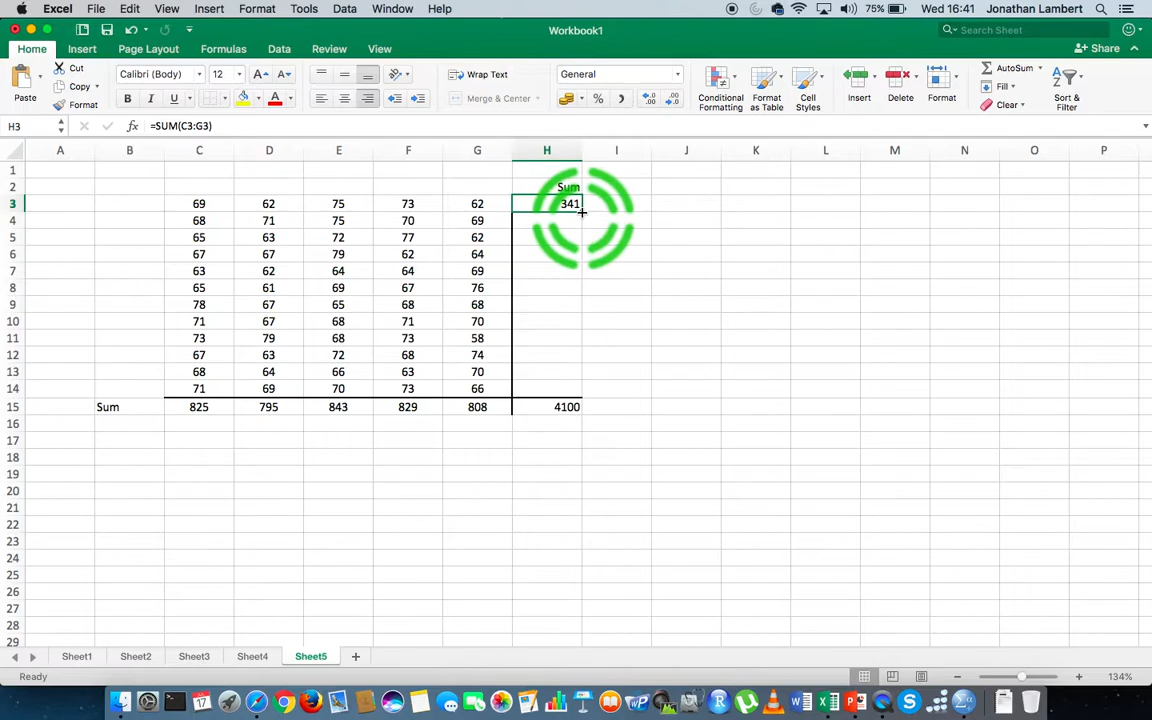 Excel File Edit View Insert Format Tools Data Window Help 75% Wed 16:41 Jonathan Lambert
Workbook1 Search Sheet
Home Insert Page Layout Formulas Data Review View Share
Paste Cut Copy Format
Calibri (Body) 12 B I U A A A
Wrap Text Merge & Center
General % .0 .00
Conditional Formatting Format as Table Cell Styles
Insert Delete Format
AutoSum Fill Clear Sort & Filter
H3 fx =SUM(C3:G3)
A B C D E F G H I J K L M N O P
1
2 Sum
3 69 62 75 73 62 341
4 68 71 75 70 69
5 65 63 72 77 62
6 67 67 79 62 64
7 63 62 64 64 69
8 65 61 69 67 76
9 78 67 65 68 68
10 71 67 68 71 70
11 73 79 68 73 58
12 67 63 72 68 74
13 68 64 66 63 70
14 71 69 70 73 66
15 Sum 825 795 843 829 808 4100
16
17
18
19
20
21
22
23
24
25
26
27
28
29
Sheet1 Sheet2 Sheet3 Sheet4 Sheet5 +
Ready 134%